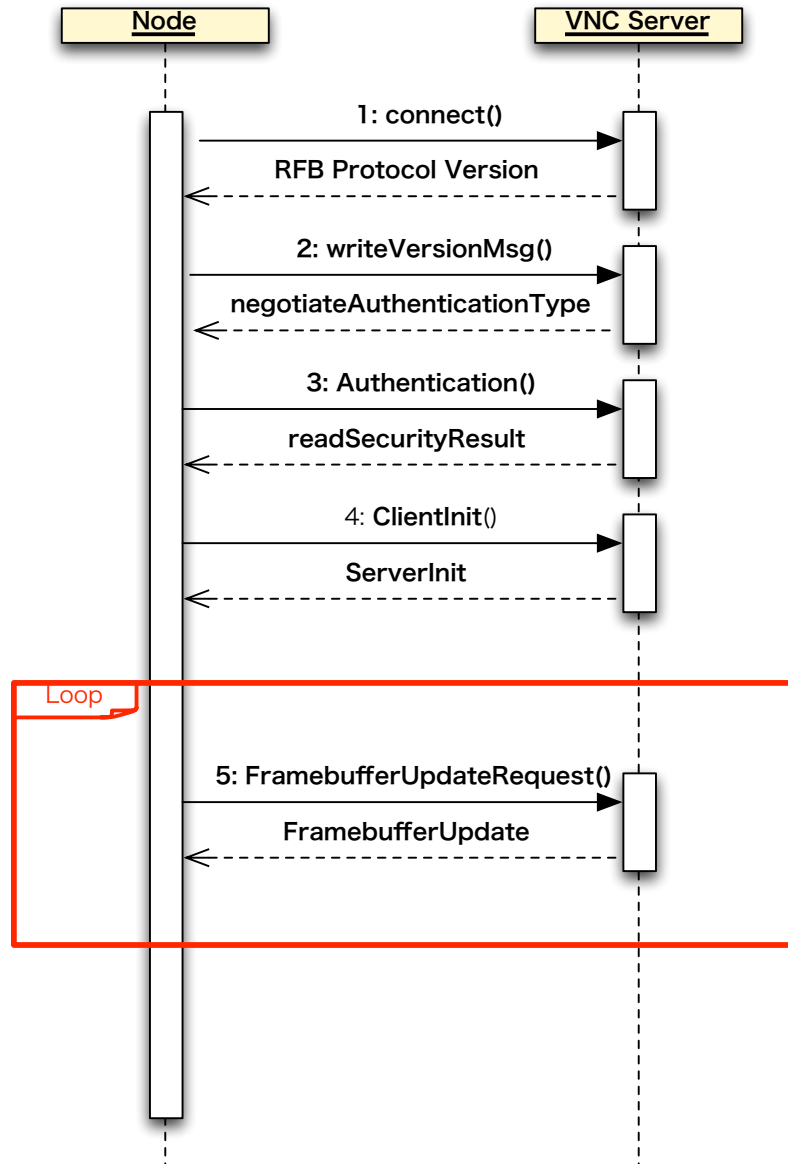 Node
VNC Server
1: connect()
RFB Protocol Version
2: writeVersionMsg()
negotiateAuthenticationType
3: Authentication()
readSecurityResult
4: ClientInit()
ServerInit
Loop
5: FramebufferUpdateRequest()
FramebufferUpdate